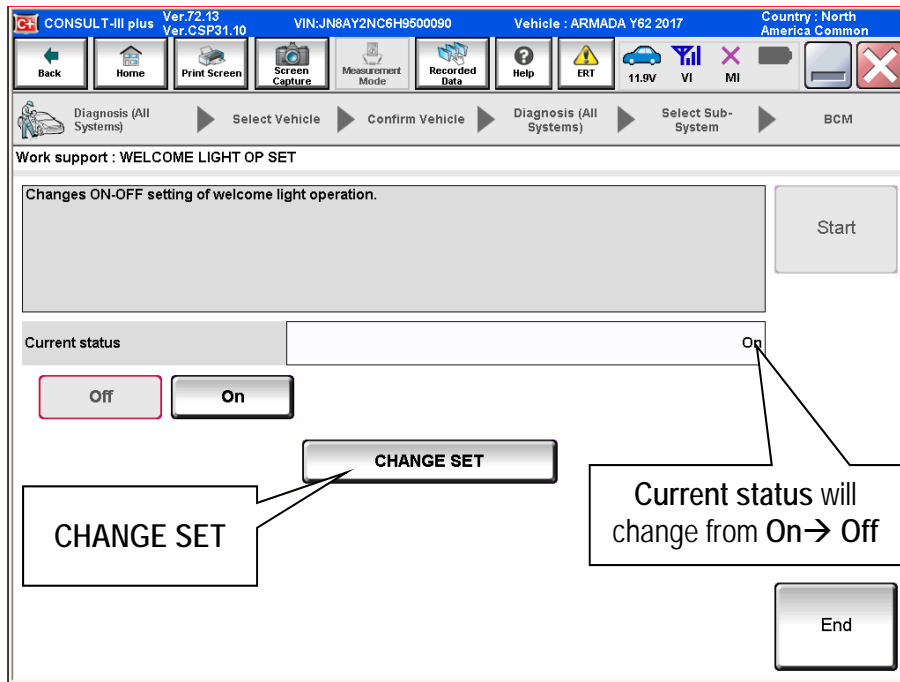 CONSULT-III plus Ver.72.13 VIN:JN8AY2NC6H9500090 Vehicle : ARMADA Y62 2017 Country : North
Ver.CSP31.10 America Common
Back Home Print Screen Screen Capture Measurement Mode Recorded Data Help ERT 11.9V VI MI
Diagnosis (All Systems) Select Vehicle Confirm Vehicle Diagnosis (All Systems) Select Sub-System BCM
Work support : WELCOME LIGHT OP SET
Changes ON-OFF setting of welcome light operation.
Start
Current status On
Off On
CHANGE SET
CHANGE SET
Current status will
change from On→ Off
End